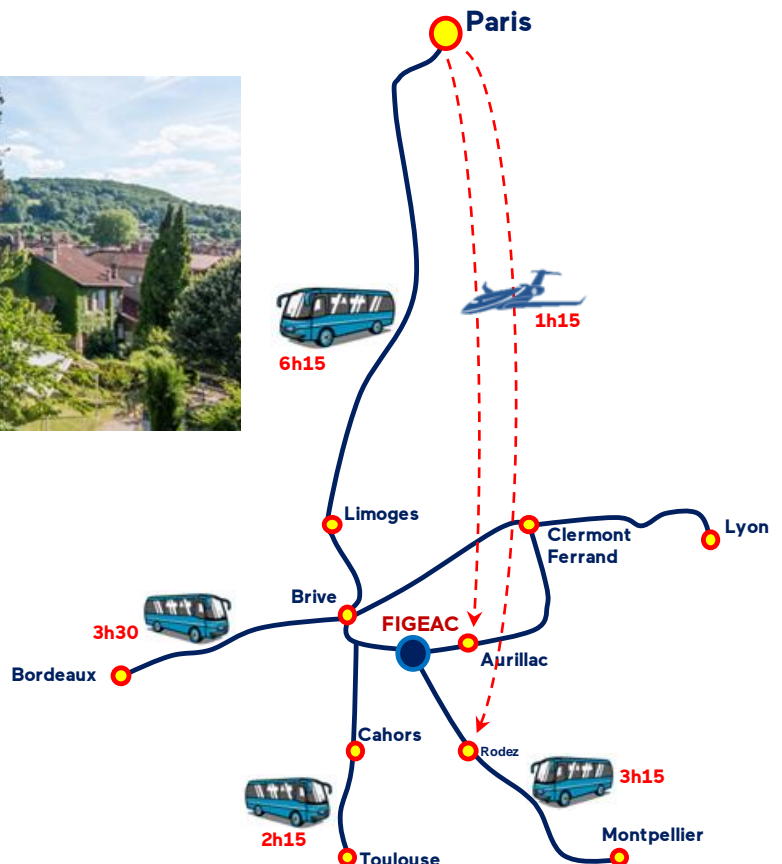 Paris
1h15
6h15
Limoges
Clermont
Ferrand
Lyon
Brive
FIGEAC
3h30
Aurillac
Bordeaux
Cahors
Rodez
3h15
2h15
Montpellier
Toulouse